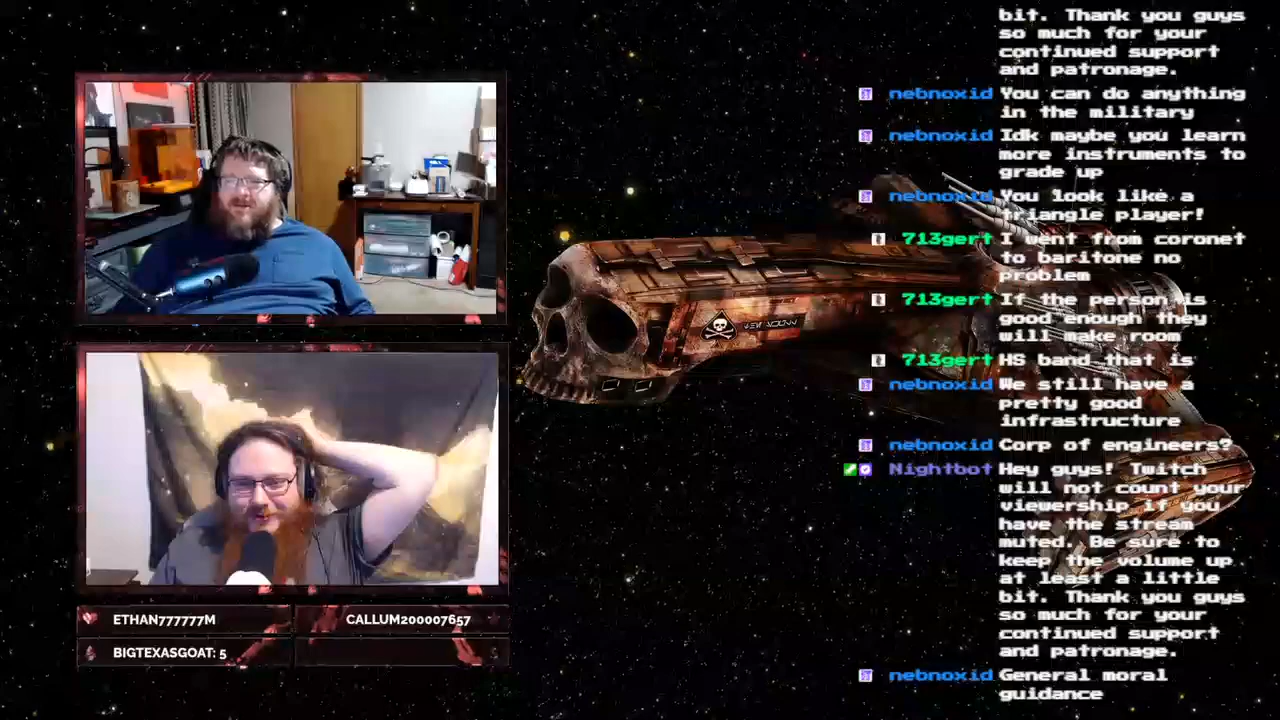 bit. Thank you guys
so much for your
continued support
and patronage.
nebnoxid You can do anything
in the military
nebnoxid Idk maybe you learn
more instruments to
grade up
nebnoxid You look like a
triangle player!
713gert I went from coronet
to baritone no
problem
713gert If the person is
good enough they
will make room
713gert HS band that is
nebnoxid We still have a
pretty good
infrastructure
nebnoxid Corp of engineers?
Nightbot Hey guys! Twitch
will not count your
viewership if you
have the stream
muted. Be sure to
keep the volume up
at least a little
bit. Thank you guys
so much for your
continued support
and patronage.
nebnoxid General moral
guidance
ETHAN777777M
CALLUM200007657
BIGTEXASGOAT: 5